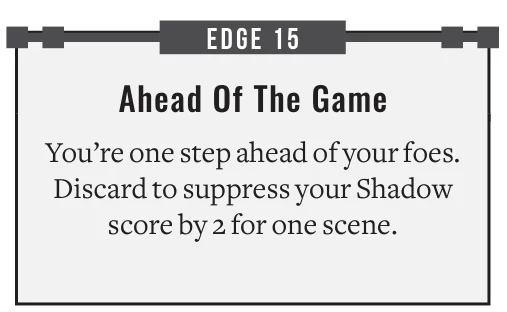 EDGE 15
Ahead Of The Game
You’re one step ahead of your foes.
Discard to suppress your Shadow
score by 2 for one scene.